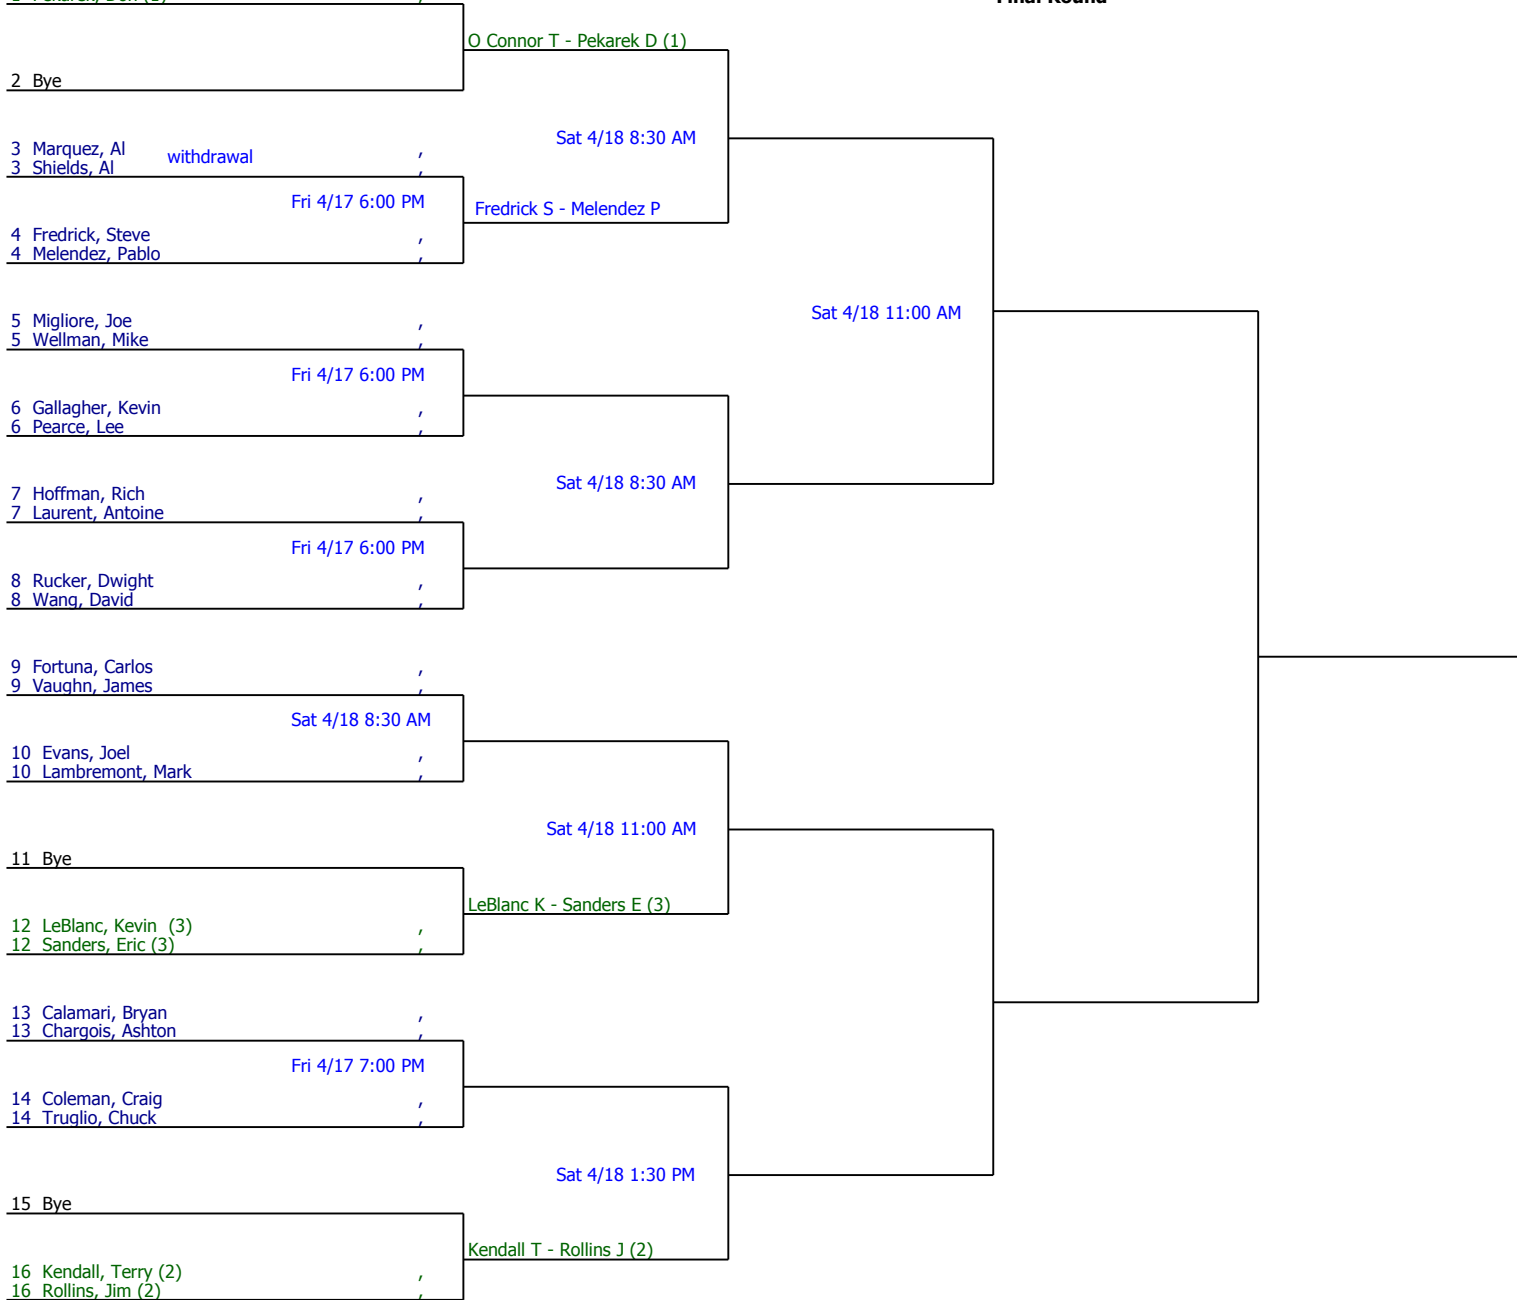 O Connor T - Pekarek D (1)
2 Bye
Sat 4/18 8:30 AM
3 Marquez, Al ,
withdrawal
3 Shields, Al ,
Fri 4/17 6:00 PM
Fredrick S - Melendez P
4 Fredrick, Steve ,
4 Melendez, Pablo ,
Sat 4/18 11:00 AM
5 Migliore, Joe ,
5 Wellman, Mike ,
Fri 4/17 6:00 PM
6 Gallagher, Kevin ,
6 Pearce, Lee ,
Sat 4/18 8:30 AM
7 Hoffman, Rich ,
7 Laurent, Antoine ,
Fri 4/17 6:00 PM
8 Rucker, Dwight ,
8 Wang, David ,
9 Fortuna, Carlos ,
9 Vaughn, James ,
Sat 4/18 8:30 AM
10 Evans, Joel ,
10 Lambremont, Mark ,
Sat 4/18 11:00 AM
11 Bye
LeBlanc K - Sanders E (3)
12 LeBlanc, Kevin (3) ,
12 Sanders, Eric (3) ,
13 Calamari, Bryan ,
13 Chargois, Ashton ,
Fri 4/17 7:00 PM
14 Coleman, Craig ,
14 Truglio, Chuck ,
Sat 4/18 1:30 PM
15 Bye
Kendall T - Rollins J (2)
16 Kendall, Terry (2) ,
16 Rollins, Jim (2) ,